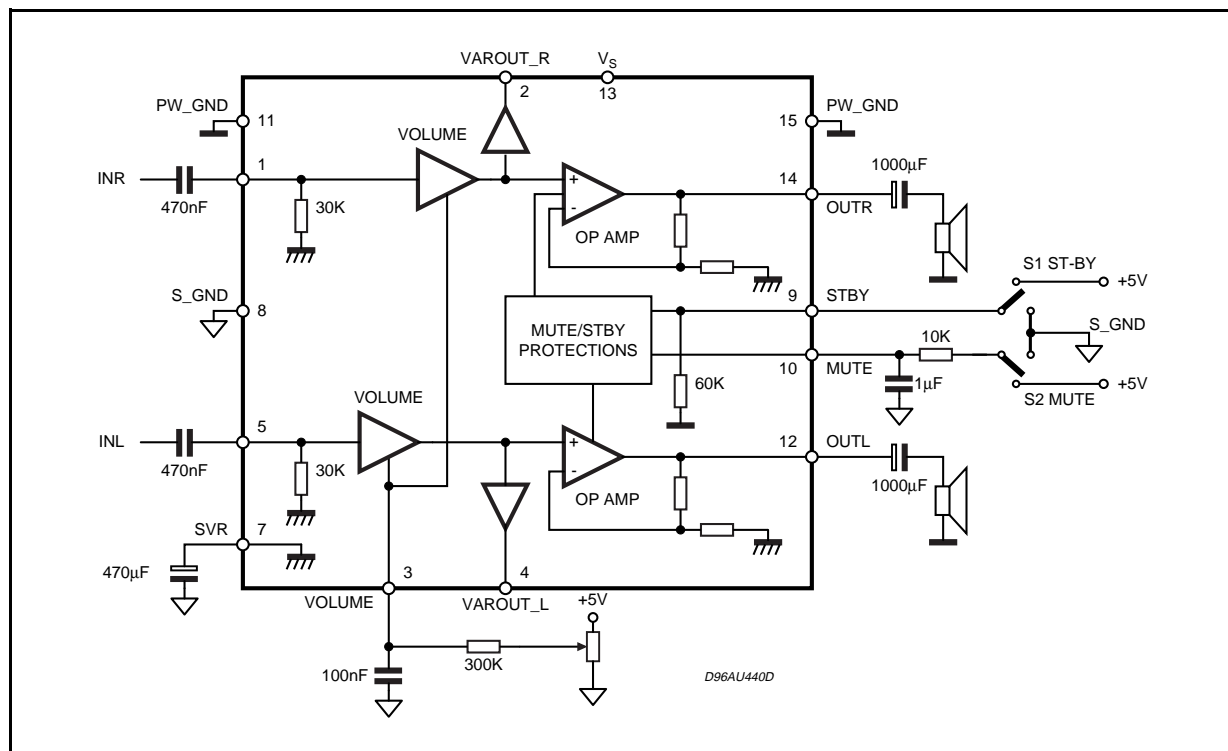 VAROUT_R
VS
2
13
PW_GND
11
15
PW_GND
VOLUME
1
1000µF
INR
14
470nF
30K
OUTR
+
-
OP AMP
S1 ST-BY
9
STBY
+5V
S_GND
8
MUTE/STBY
PROTECTIONS
S_GND
10K
10
MUTE
60K
1µF
+5V
S2 MUTE
VOLUME
5
INL
12
OUTL
470nF
30K
+
-
OP AMP
1000µF
SVR
7
470µF
3
4
VOLUME
VAROUT_L
+5V
300K
100nF
D96AU440D